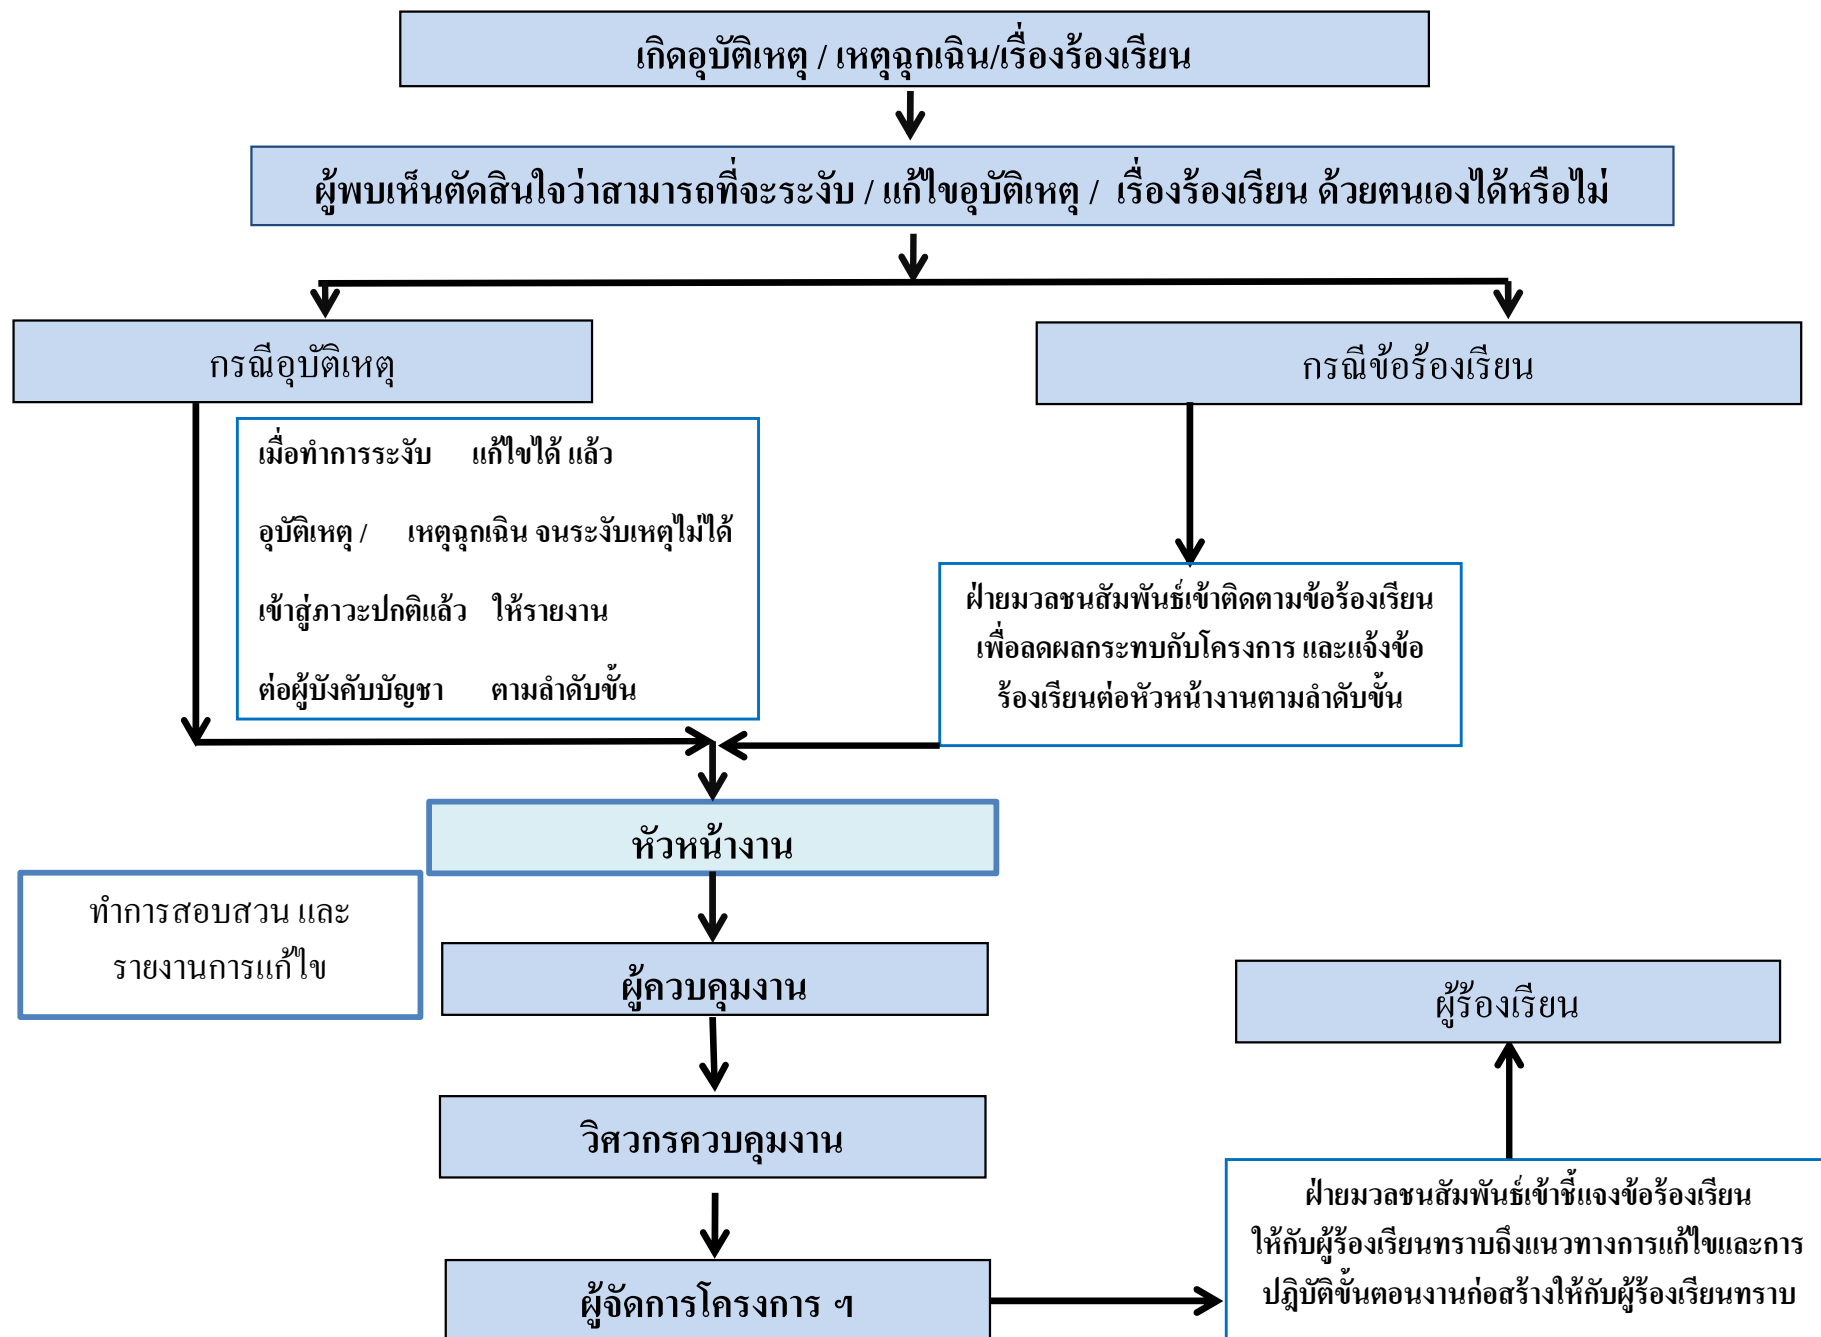 เกิดอุบัติเหตุ / เหตุฉุกเฉิน/เรื่องร้องเรียน
ผู้พบเห็นตัดสินใจว่าสามารถที่จะระงับ / แก้ไขอุบัติเหตุ / เรื่องร้องเรียน ด้วยตนเองได้หรือไม่
กรณีอุบัติเหตุ
กรณีข้อร้องเรียน
เมื่อทำการระงับ แก้ไขได้ แล้ว
อุบัติเหตุ / เหตุฉุกเฉิน จนระงับเหตุไม่ได้
เข้าสู่ภาวะปกติแล้ว ให้รายงาน
ต่อผู้บังคับบัญชา ตามลำดับขั้น
ฝ่ายมวลชนสัมพันธ์เข้าติดตามข้อร้องเรียน
เพื่อลดผลกระทบกับโครงการ และแจ้งข้อ
ร้องเรียนต่อหัวหน้างานตามลำดับขั้น
หัวหน้างาน
ทำการสอบสวน และ
รายงานการแก้ไข
ผู้ควบคุมงาน
ผู้ร้องเรียน
วิศวกรควบคุมงาน
ฝ่ายมวลชนสัมพันธ์เข้าชี้แจงข้อร้องเรียน
ให้กับผู้ร้องเรียนทราบถึงแนวทางการแก้ไขและการ
ปฎิบัติขั้นตอนงานก่อสร้างให้กับผู้ร้องเรียนทราบ
ผู้จัดการโครงการ ฯ